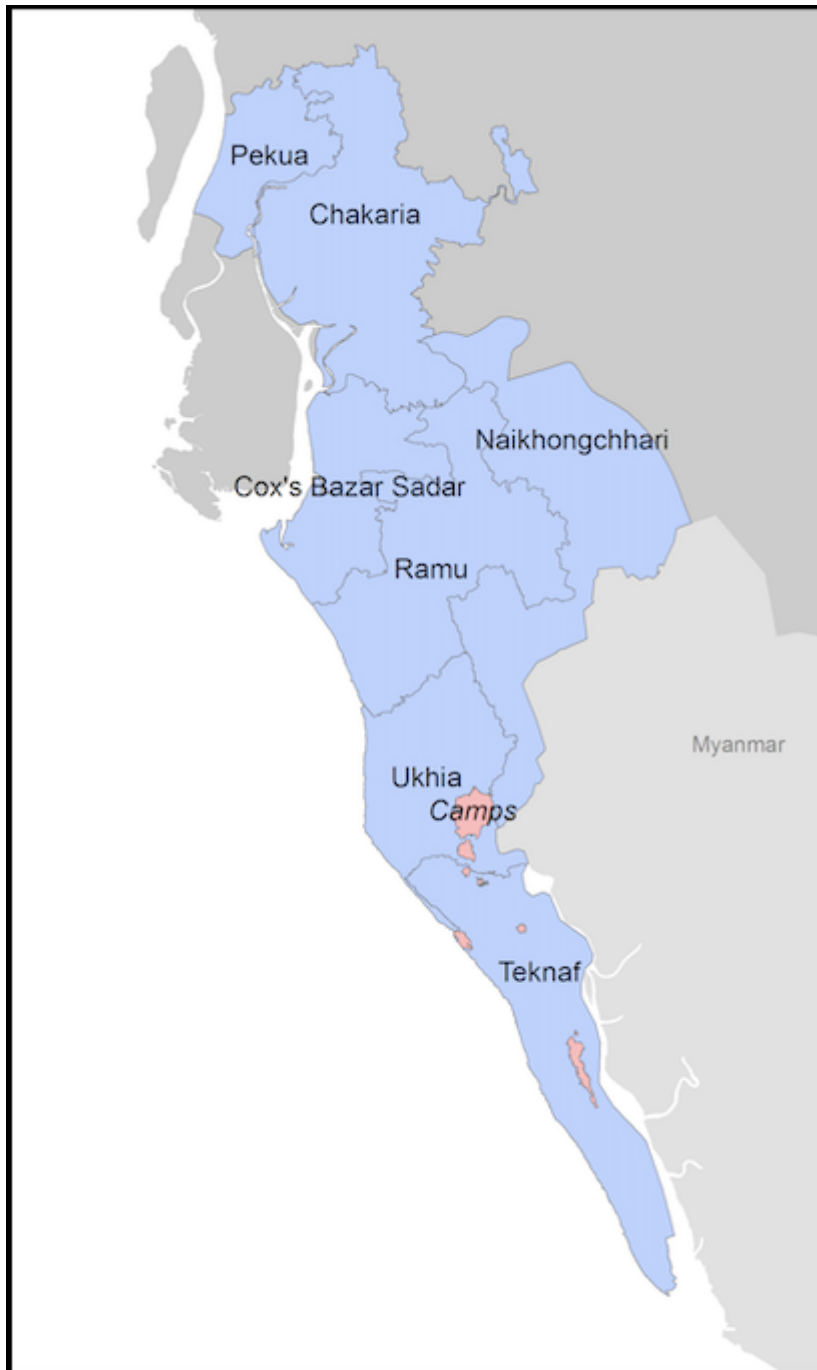 Pekua
Chakaria
Naikhongchhari
Cox's Bazar Sadar
Ramu
Myanmar
Ukhia
Camps
Teknaf